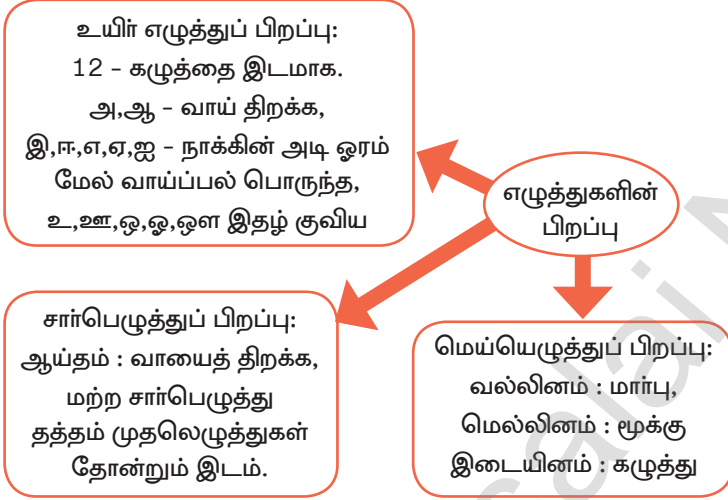 உயிர் எழுத்துப் பிறப்பு:
12 - கழுத்தை இடமாக.
அ,ஆ - வாய் திறக்க,
இ,ஈ,எ,ஏ,ஐ - நாக்கின் அடி ஓரம்
மேல் வாய்ப்பல் பொருந்த,
உ,ஊ,ஒ,ஓ,ஔ இதழ் குவிய
எழுத்துகளின்
பிறப்பு
சார்பெழுத்துப் பிறப்பு:
ஆய்தம் : வாயைத் திறக்க,
மற்ற சார்பெழுத்து
தத்தம் முதலெழுத்துகள்
தோன்றும் இடம்.
மெய்யெழுத்துப் பிறப்பு:
வல்லினம் : மார்பு,
மெல்லினம் : மூக்கு
இடையினம் : கழுத்து